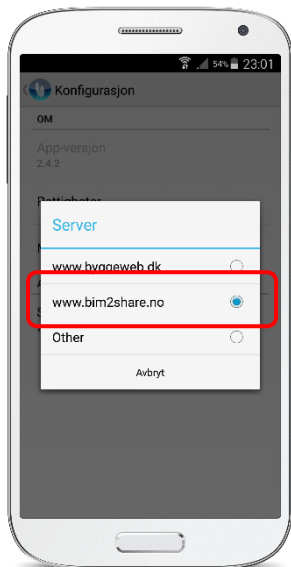 54% 23:01
Konfigurasjon
OM
App-versjon
2.4.2
Rettigheter
Server
www.byggeweb.dk
www.bim2share.no
Other
Avbryt